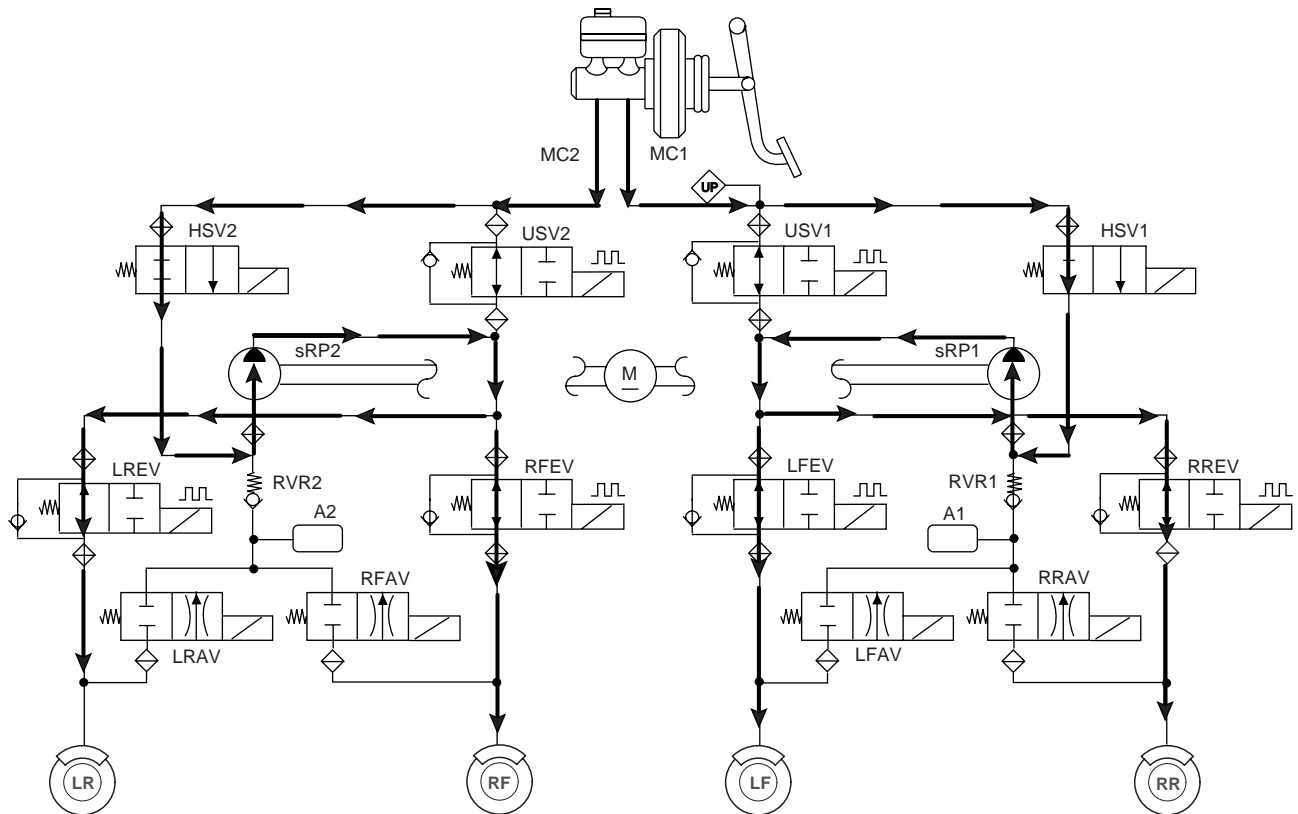 MC2
MC1
UP
HSV2
USV2
USV1
HSV1
sRP2
M
sRP1
LREV
RVR2
RFEV
LFEV
RVR1
RREV
A2
A1
RFAV
RRAV
LRAV
LFAV
LR
RF
LF
RR